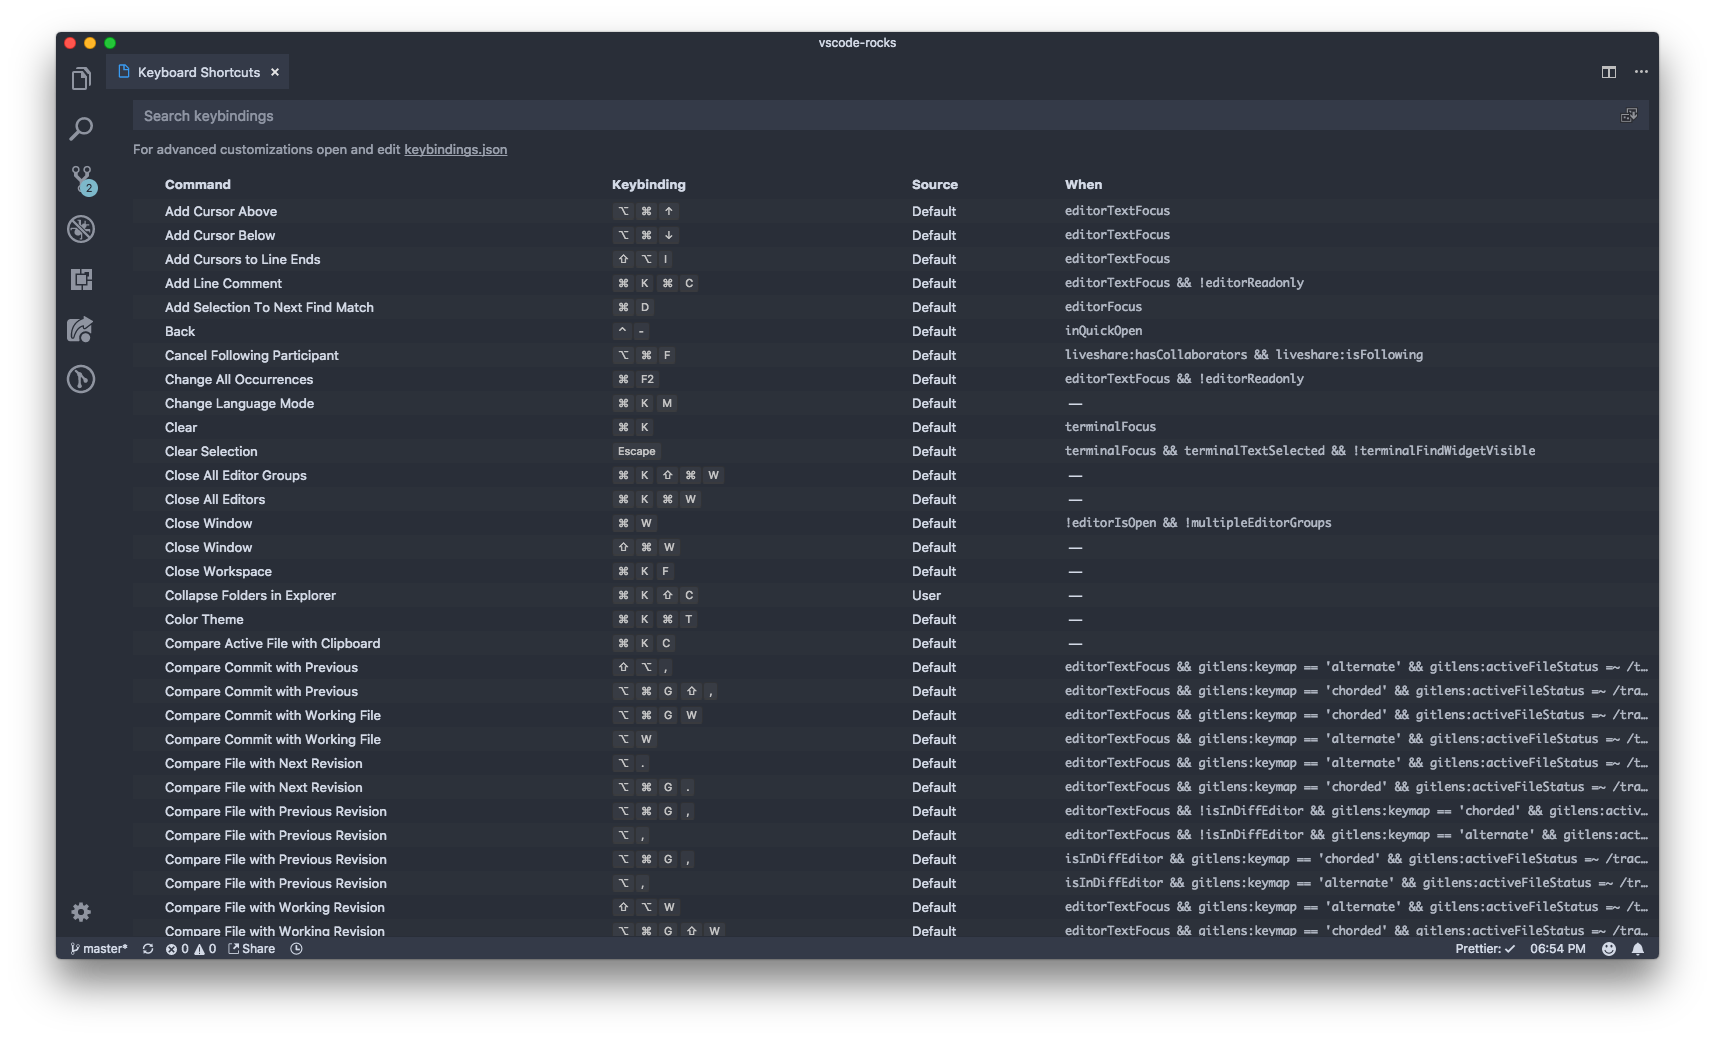 vscode-rocks
Keyboard Shortcuts ×
Search keybindings
For advanced customizations open and edit keybindings.json
Command Keybinding Source When
Add Cursor Above ⌥ ⌘ ↑ Default editorTextFocus
Add Cursor Below ⌥ ⌘ ↓ Default editorTextFocus
Add Cursors to Line Ends ⇧ ⌥ I Default editorTextFocus
Add Line Comment ⌘ K ⌘ C Default editorTextFocus && !editorReadonly
Add Selection To Next Find Match ⌘ D Default editorFocus
Back ^ - Default inQuickOpen
Cancel Following Participant ⌥ ⌘ F Default liveshare:hasCollaborators && liveshare:isFollowing
Change All Occurrences ⌘ F2 Default editorTextFocus && !editorReadonly
Change Language Mode ⌘ K M Default —
Clear ⌘ K Default terminalFocus
Clear Selection Escape Default terminalFocus && terminalTextSelected && !terminalFindWidgetVisible
Close All Editor Groups ⌘ K ⇧ ⌘ W Default —
Close All Editors ⌘ K ⌘ W Default —
Close Window ⌘ W Default !editorIsOpen && !multipleEditorGroups
Close Window ⇧ ⌘ W Default —
Close Workspace ⌘ K F Default —
Collapse Folders in Explorer ⌘ K ⇧ C User —
Color Theme ⌘ K ⌘ T Default —
Compare Active File with Clipboard ⌘ K C Default —
Compare Commit with Previous ⇧ ⌥ , Default editorTextFocus && gitlens:keymap == 'alternate' && gitlens:activeFileStatus =~ /t…
Compare Commit with Previous ⌥ ⌘ G ⇧ , Default editorTextFocus && gitlens:keymap == 'chorded' && gitlens:activeFileStatus =~ /tra…
Compare Commit with Working File ⌥ ⌘ G W Default editorTextFocus && gitlens:keymap == 'chorded' && gitlens:activeFileStatus =~ /tra…
Compare Commit with Working File ⌥ W Default editorTextFocus && gitlens:keymap == 'alternate' && gitlens:activeFileStatus =~ /t…
Compare File with Next Revision ⌥ . Default editorTextFocus && gitlens:keymap == 'alternate' && gitlens:activeFileStatus =~ /t…
Compare File with Next Revision ⌥ ⌘ G . Default editorTextFocus && gitlens:keymap == 'chorded' && gitlens:activeFileStatus =~ /tra…
Compare File with Previous Revision ⌥ ⌘ G , Default editorTextFocus && !isInDiffEditor && gitlens:keymap == 'chorded' && gitlens:activ…
Compare File with Previous Revision ⌥ , Default editorTextFocus && !isInDiffEditor && gitlens:keymap == 'alternate' && gitlens:act…
Compare File with Previous Revision ⌥ ⌘ G , Default isInDiffEditor && gitlens:keymap == 'chorded' && gitlens:activeFileStatus =~ /trac…
Compare File with Previous Revision ⌥ , Default isInDiffEditor && gitlens:keymap == 'alternate' && gitlens:activeFileStatus =~ /tr…
Compare File with Working Revision ⇧ ⌥ W Default editorTextFocus && gitlens:keymap == 'alternate' && gitlens:activeFileStatus =~ /t…
Compare File with Working Revision ⌥ ⌘ G ⇧ W Default editorTextFocus && gitlens:keymap == 'chorded' && gitlens:activeFileStatus =~ /tra…
2
master* 0 0 Share Prettier: ✓ 06:54 PM